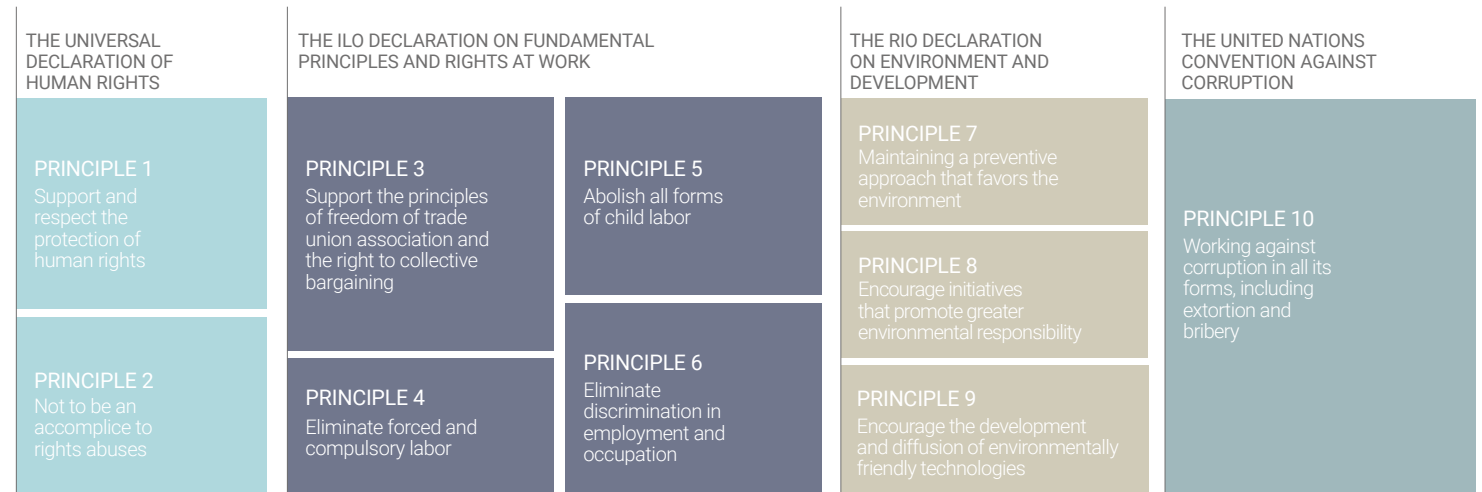 THE UNIVERSAL
DECLARATION OF
HUMAN RIGHTS
PRINCIPLE 1
Support and
respect the
protection of
human rights
PRINCIPLE 2
Not to be an
accomplice to
rights abuses
THE ILO DECLARATION ON FUNDAMENTAL
PRINCIPLES AND RIGHTS AT WORK
PRINCIPLE 3
Support the principles
of freedom of trade
union association and
the right to collective
bargaining
PRINCIPLE 4
Eliminate forced and
compulsory labor
PRINCIPLE 5
Abolish all forms
of child labor
PRINCIPLE 6
Eliminate
discrimination in
employment and
occupation
THE RIO DECLARATION
ON ENVIRONMENT AND
DEVELOPMENT
PRINCIPLE 7
Maintaining a preventive
approach that favors the
environment
PRINCIPLE 8
Encourage initiatives
that promote greater
environmental responsibility
PRINCIPLE 9
Encourage the development
and diffusion of environmentally
friendly technologies
THE UNITED NATIONS
CONVENTION AGAINST
CORRUPTION
PRINCIPLE 10
Working against
corruption in all its
forms, including
extortion and
bribery